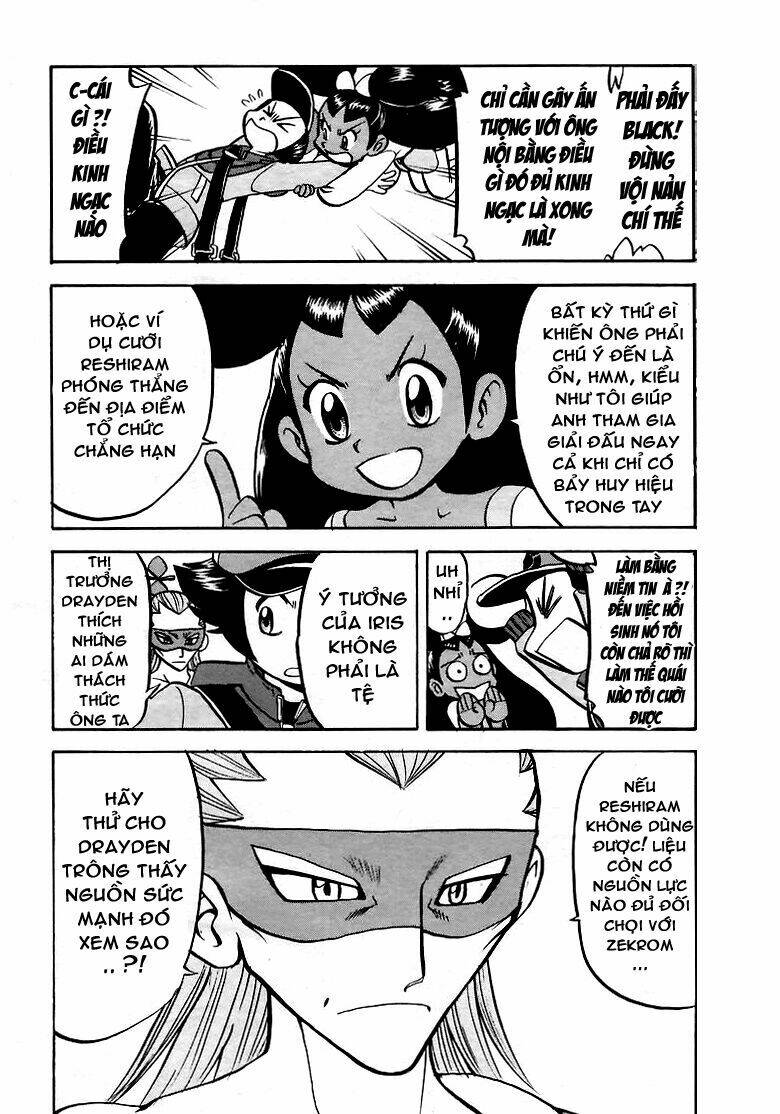 PHẢI ĐẤY
BLACK!
ĐỪNG
VỘI NẢN
CHÍ THẾ
CHỈ CẦN GÂY ẤN
TƯỢNG VỚI ÔNG
NỘI BẰNG ĐIỀU
GÌ ĐÓ ĐỦ KINH
NGẠC LÀ XONG
MÀ!
C-CÁI
GÌ ?!
ĐIỀU
KINH
NGẠC
NÀO
BẤT KỲ THỨ GÌ
KHIẾN ÔNG PHẢI
CHÚ Ý ĐẾN LÀ
ỔN, HMM, KIỂU
NHƯ TÔI GIÚP
ANH THAM GIA
GIẢI ĐẤU NGAY
CẢ KHI CHỈ CÓ
BẢY HUY HIỆU
TRONG TAY
HOẶC VÍ
DỤ CƯỠI
RESHIRAM
PHÓNG THẲNG
ĐẾN ĐỊA ĐIỂM
TỔ CHỨC
CHẲNG HẠN
LÀM BẰNG
NIỀM TIN À ?!
ĐẾN VIỆC HỒI
SINH NÓ TÔI
CÒN CHẢ RÕ THÌ
LÀM THẾ QUÁI
NÀO TÔI CƯỠI
ĐƯỢC
UH
NHỈ
..
Ý TƯỞNG
CỦA IRIS
KHÔNG
PHẢI LÀ
TỆ
THỊ
TRƯỞNG
DRAYDEN
THÍCH
NHỮNG
AI DÁM
THÁCH
THỨC
ÔNG TA
NẾU
RESHIRAM
KHÔNG DÙNG
ĐƯỢC! LIỆU
CÒN CÓ
NGUỒN LỰC
NÀO ĐỦ ĐỐI
CHỌI VỚI
ZEKROM
...
HÃY
THỬ CHO
DRAYDEN
TRÔNG THẤY
NGUỒN SỨC
MẠNH ĐÓ
XEM SAO
.. ?!